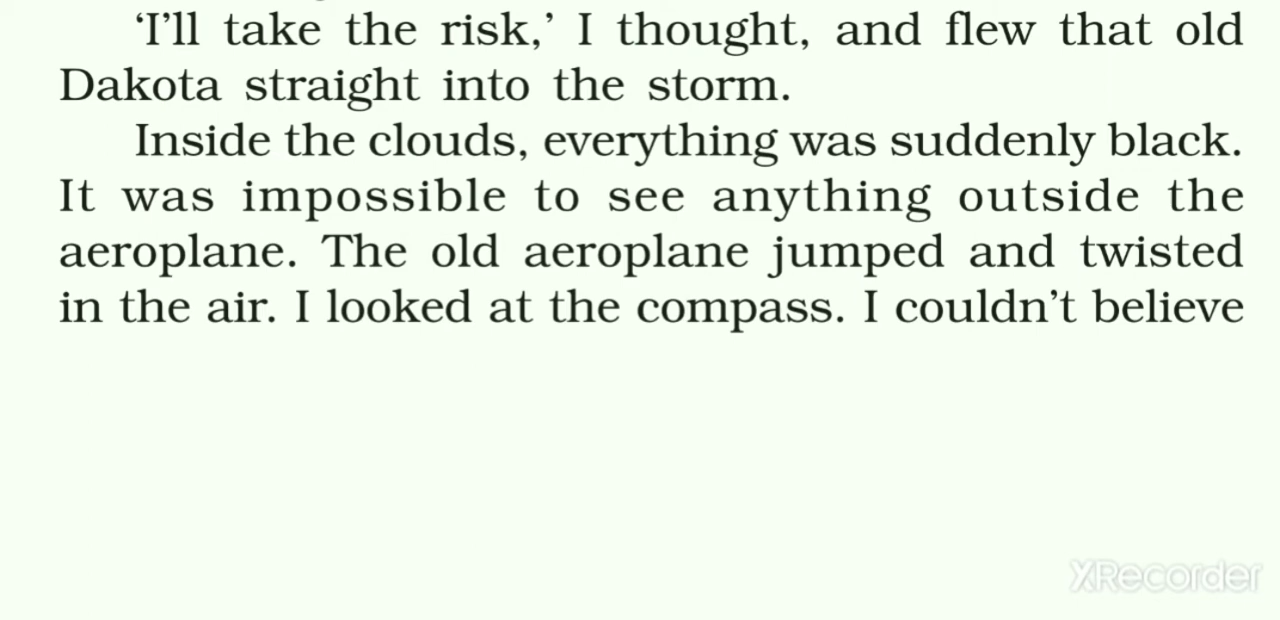 ‘I’ll take the risk,’ I thought, and flew that old
Dakota straight into the storm.
Inside the clouds, everything was suddenly black.
It was impossible to see anything outside the
aeroplane. The old aeroplane jumped and twisted
in the air. I looked at the compass. I couldn’t believe
XRecorder